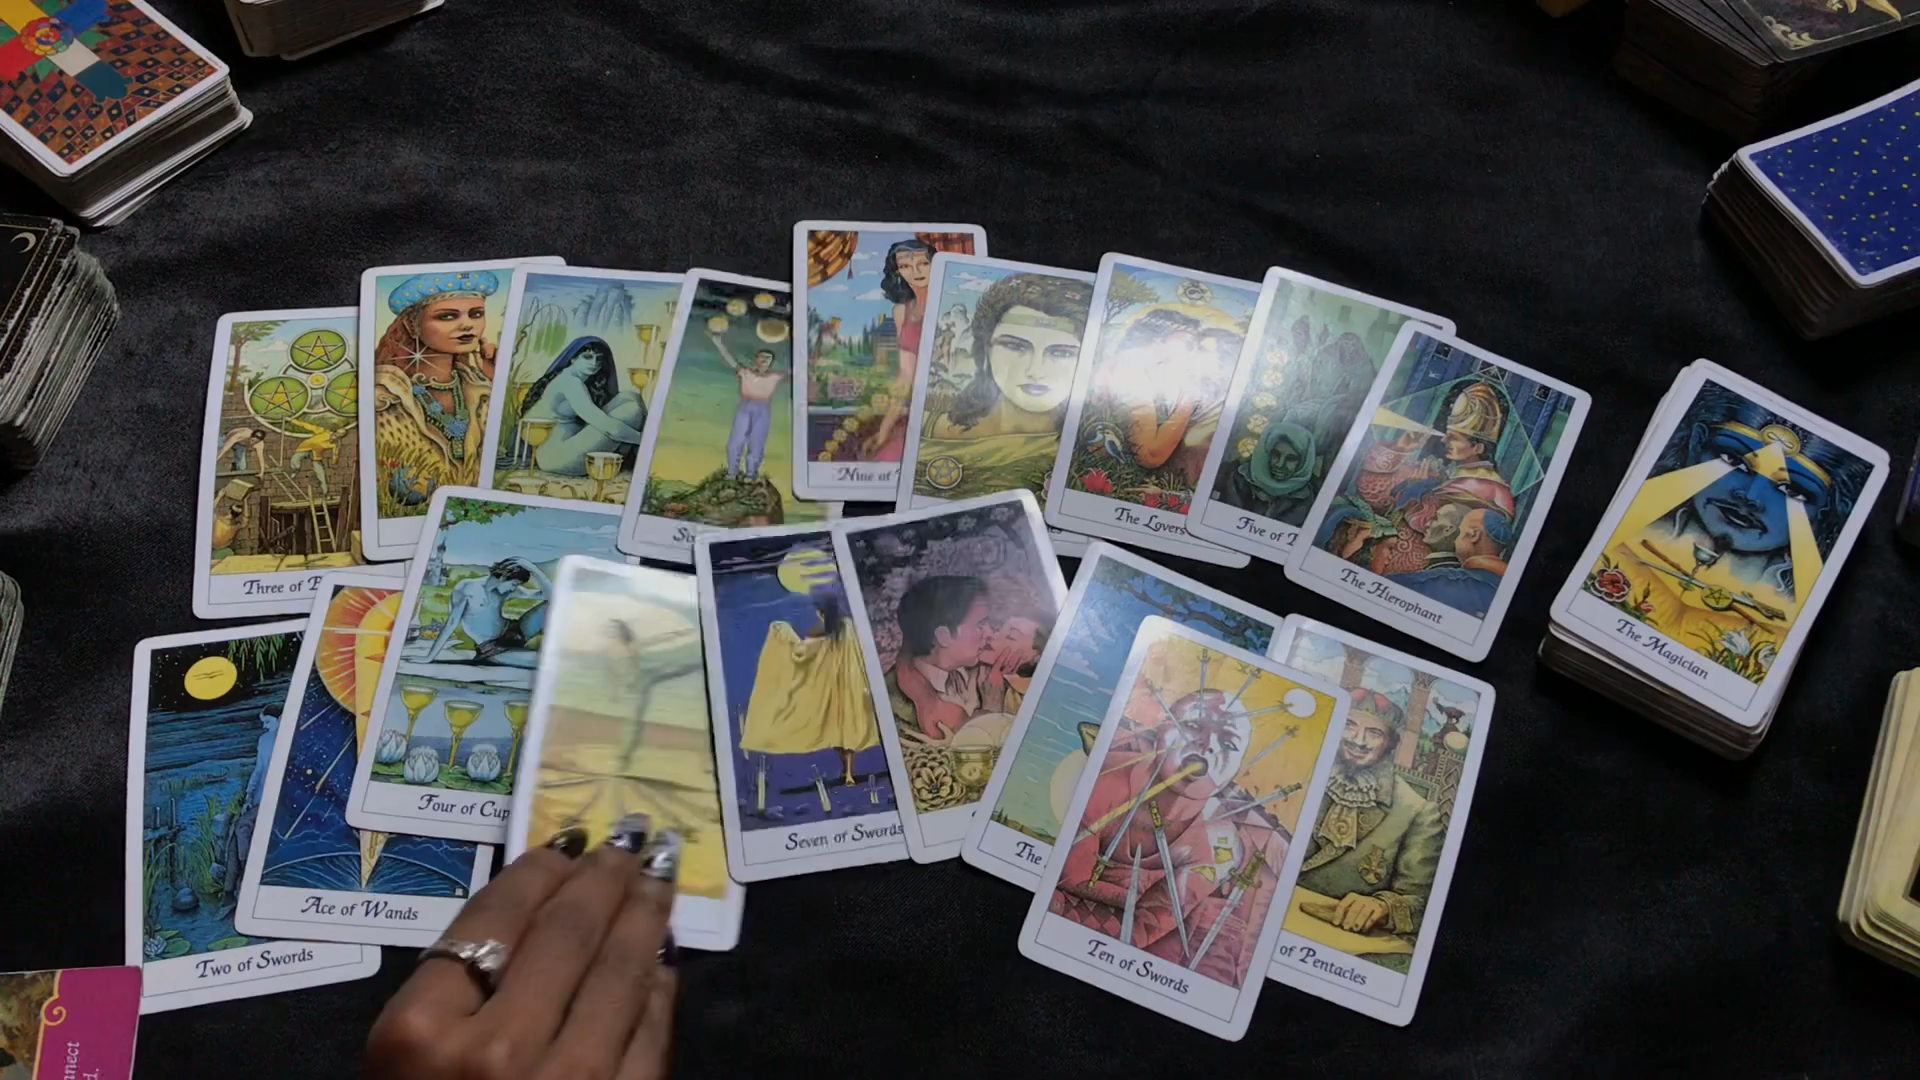 Nine of
Three of
Six
The Lovers
Five of
The Hierophant
The Magician
Four of Cup
Seven of Swords
The
Ace of Wands
Two of Swords
Ten of Swords
of Pentacles
nnect
d.